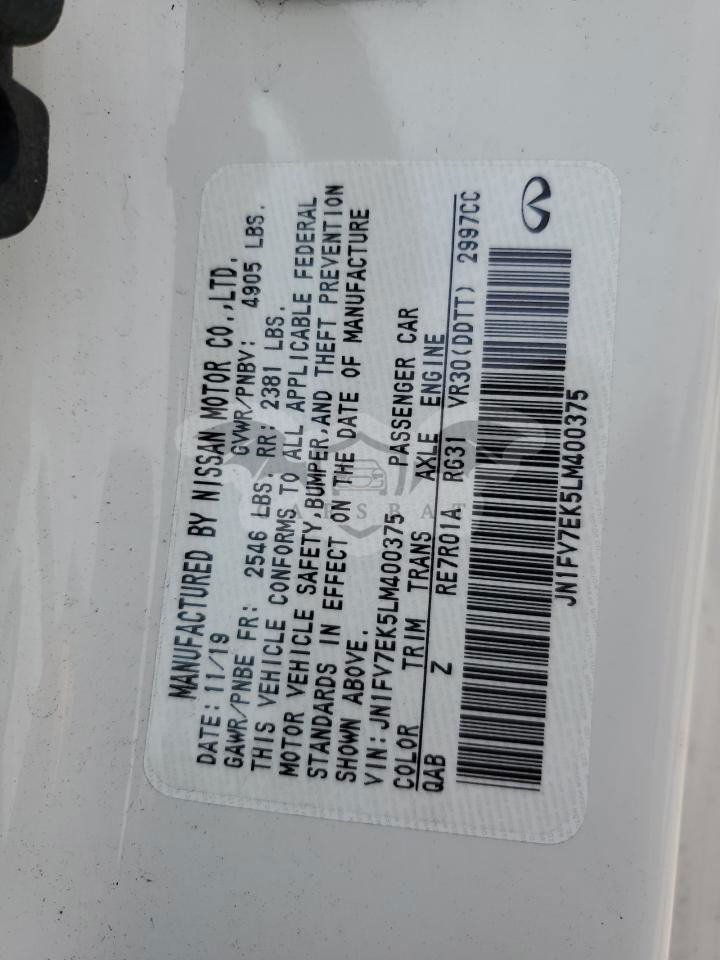 MANUFACTURED BY NISSAN MOTOR CO.,LTD.
DATE: 11/19 GVWR/PNBV: 4905 LBS.
GAWR/PNBE FR: 2546 LBS. RR: 2381 LBS.
THIS VEHICLE CONFORMS TO ALL APPLICABLE FEDERAL
MOTOR VEHICLE SAFETY,BUMPER,AND THEFT PREVENTION
STANDARDS IN EFFECT ON THE DATE OF MANUFACTURE
SHOWN ABOVE.
VIN: JN1FV7EK5LM400375 PASSENGER CAR
COLOR TRIM TRANS AXLE ENGINE
QAB Z RE7R01A RG31 VR30(DDTT) 2997CC
JN1FV7EK5LM400375